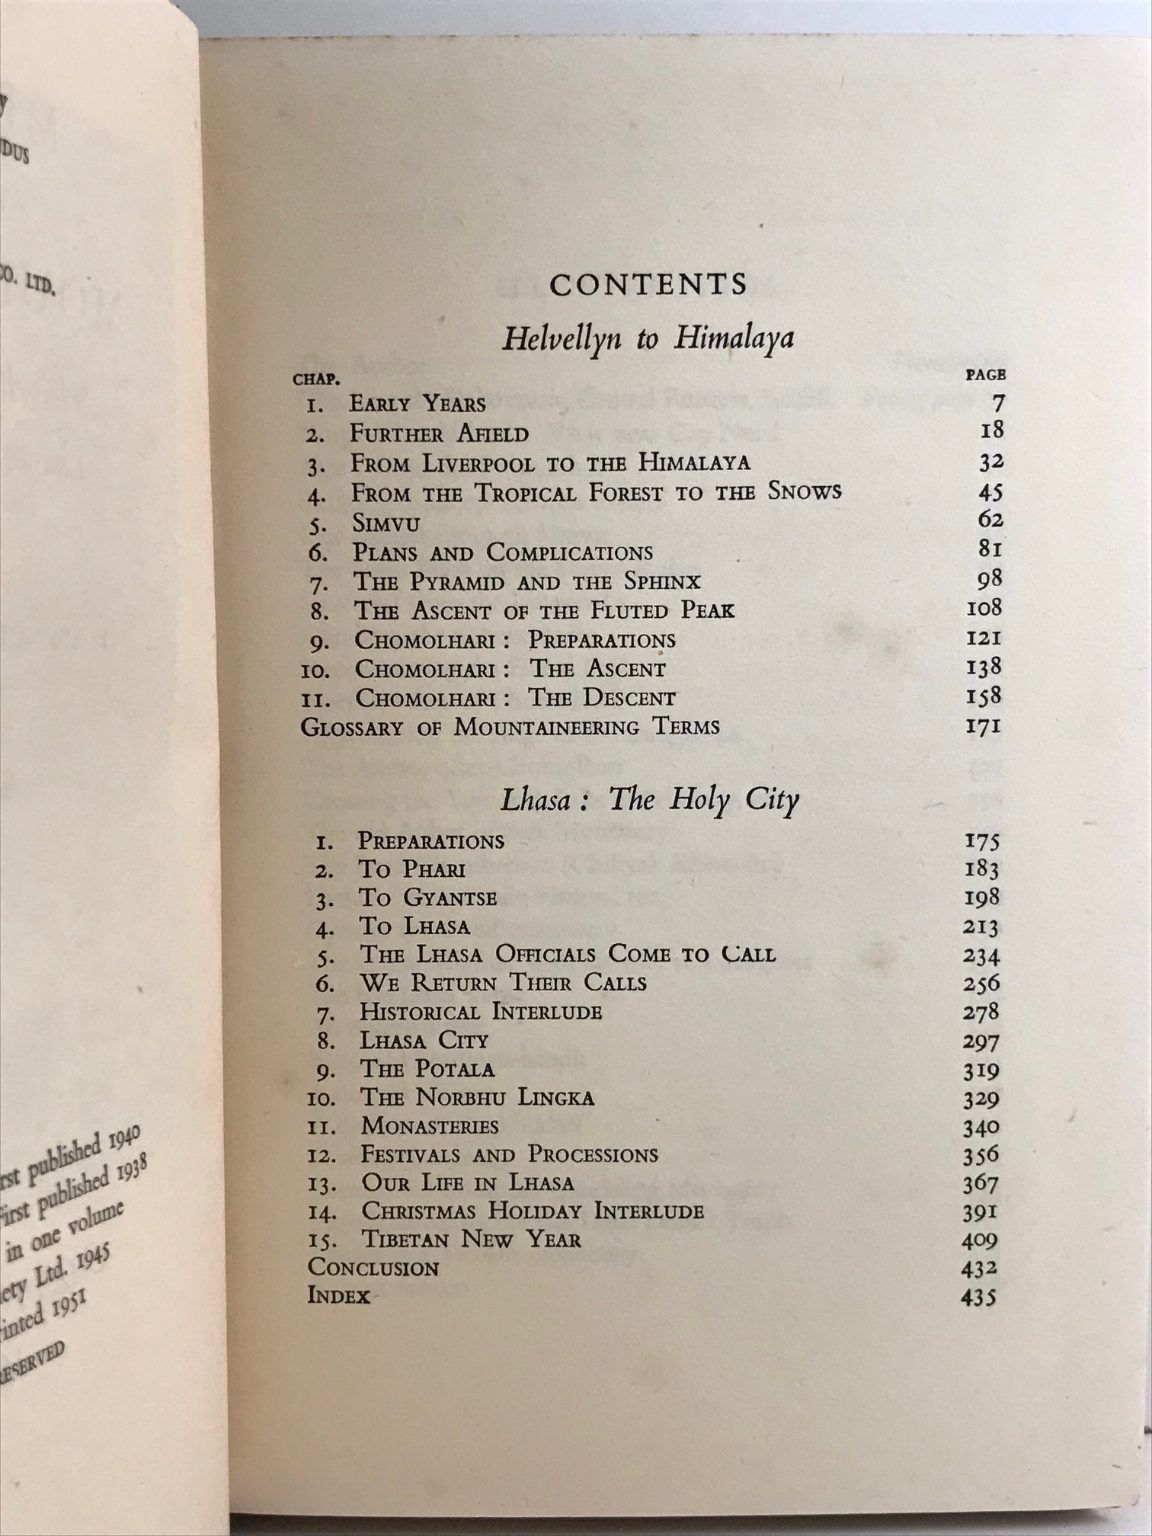 y
DUS
CO. LTD.
rst published 1940
First published 1938
in one volume
ety Ltd. 1945
rinted 1951
RESERVED
CONTENTS
Helvellyn to Himalaya
CHAP. PAGE
1. EARLY YEARS 7
2. FURTHER AFIELD 18
3. FROM LIVERPOOL TO THE HIMALAYA 32
4. FROM THE TROPICAL FOREST TO THE SNOWS 45
5. SIMVU 62
6. PLANS AND COMPLICATIONS 81
7. THE PYRAMID AND THE SPHINX 98
8. THE ASCENT OF THE FLUTED PEAK 108
9. CHOMOLHARI : PREPARATIONS 121
10. CHOMOLHARI : THE ASCENT 138
11. CHOMOLHARI : THE DESCENT 158
GLOSSARY OF MOUNTAINEERING TERMS 171
Lhasa : The Holy City
1. PREPARATIONS 175
2. TO PHARI 183
3. TO GYANTSE 198
4. TO LHASA 213
5. THE LHASA OFFICIALS COME TO CALL 234
6. WE RETURN THEIR CALLS 256
7. HISTORICAL INTERLUDE 278
8. LHASA CITY 297
9. THE POTALA 319
10. THE NORBHU LINGKA 329
11. MONASTERIES 340
12. FESTIVALS AND PROCESSIONS 356
13. OUR LIFE IN LHASA 367
14. CHRISTMAS HOLIDAY INTERLUDE 391
15. TIBETAN NEW YEAR 409
CONCLUSION 432
INDEX 435